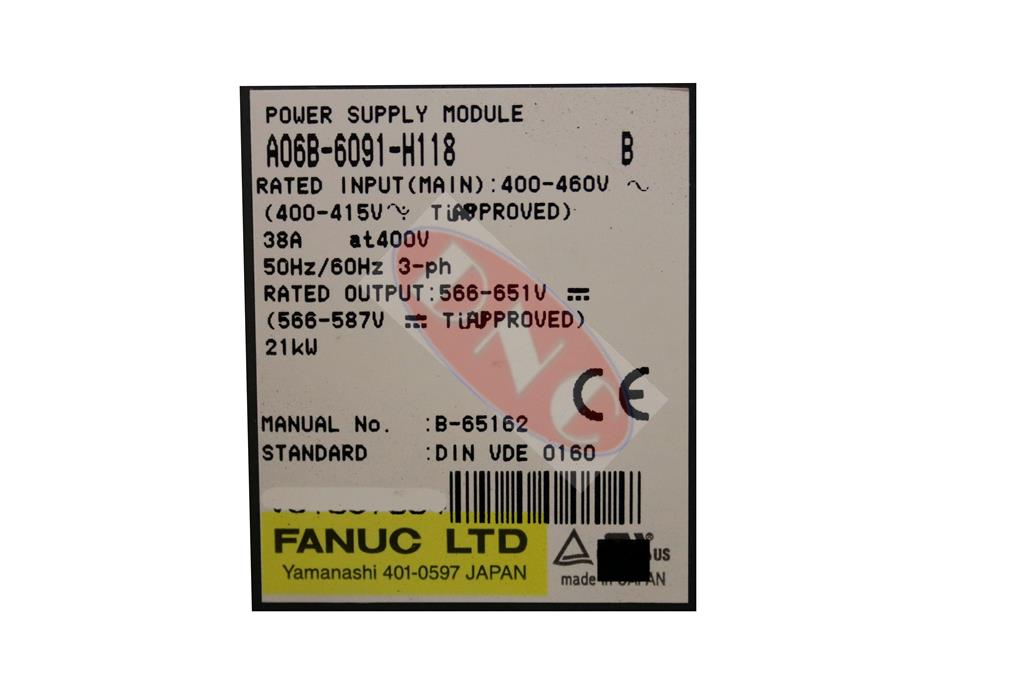 POWER SUPPLY MODULE
A06B-6091-H118 B
RATED INPUT(MAIN):400-460V ~
(400-415V~ APPROVED)
38A at400V
50Hz/60Hz 3-ph
RATED OUTPUT:566-651V
(566-587V APPROVED)
21kW
CE
MANUAL No. :B-65162
STANDARD :DIN VDE 0160
DNC
FANUC LTD
Yamanashi 401-0597 JAPAN
US
made in JAPAN